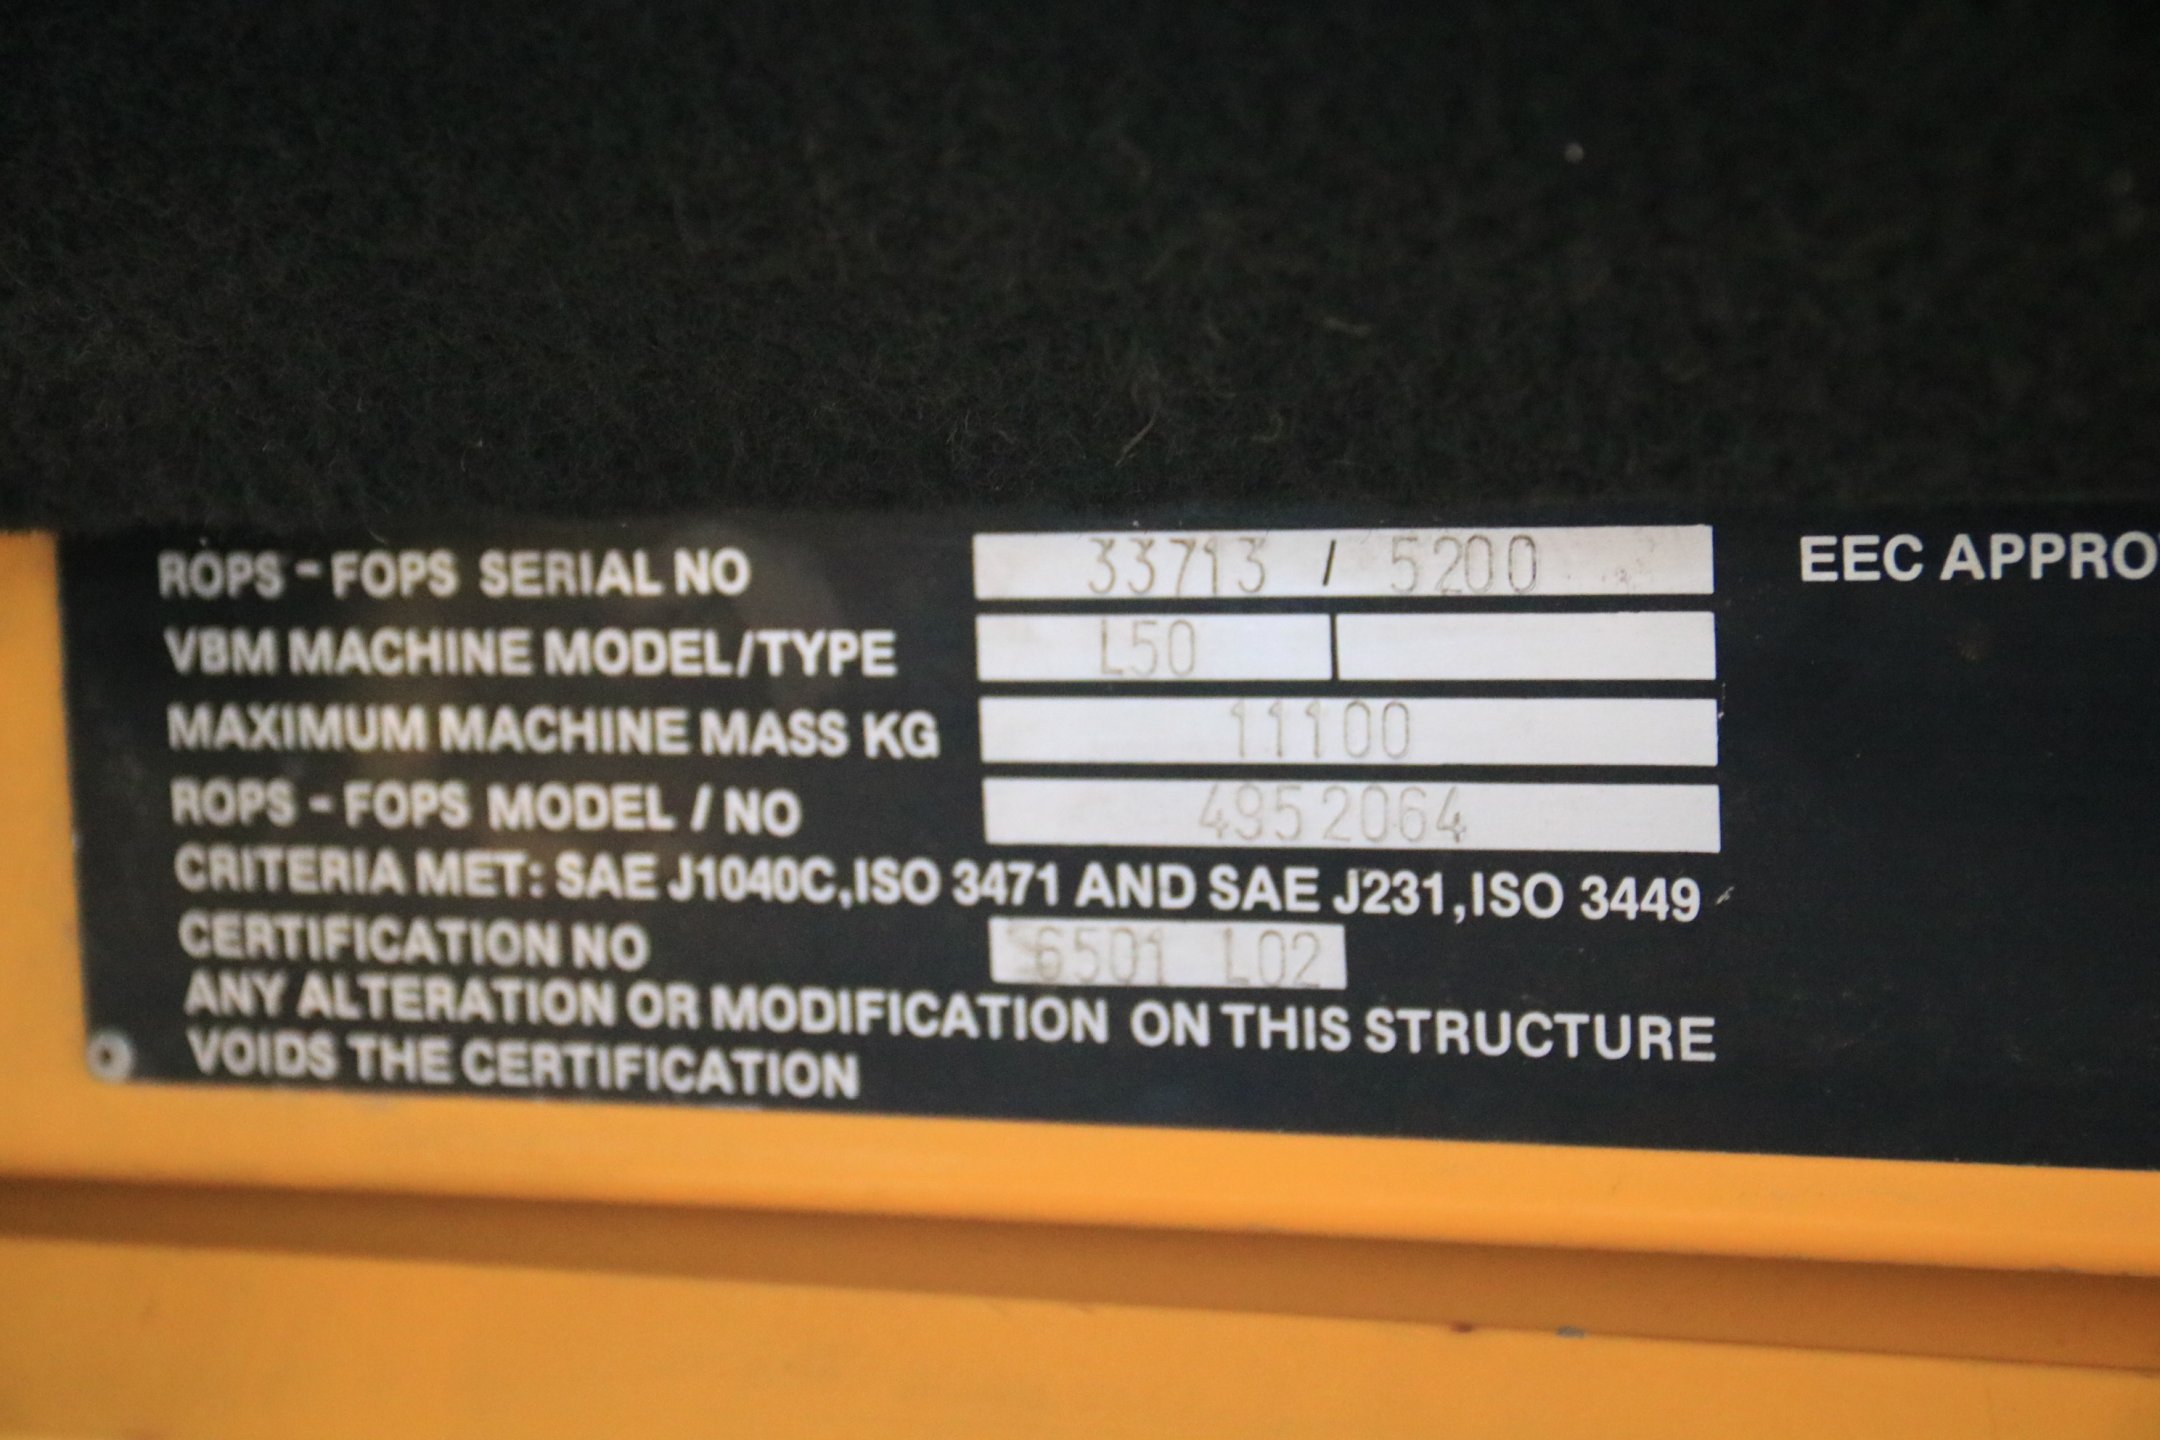 ROPS - FOPS SERIAL NO 33713 / 5200 EEC APPRO
VBM MACHINE MODEL/TYPE L50
MAXIMUM MACHINE MASS KG 11100
ROPS - FOPS MODEL / NO 4952064
CRITERIA MET: SAE J1040C,ISO 3471 AND SAE J231,ISO 3449
CERTIFICATION NO 6501 L02
ANY ALTERATION OR MODIFICATION ON THIS STRUCTURE
VOIDS THE CERTIFICATION